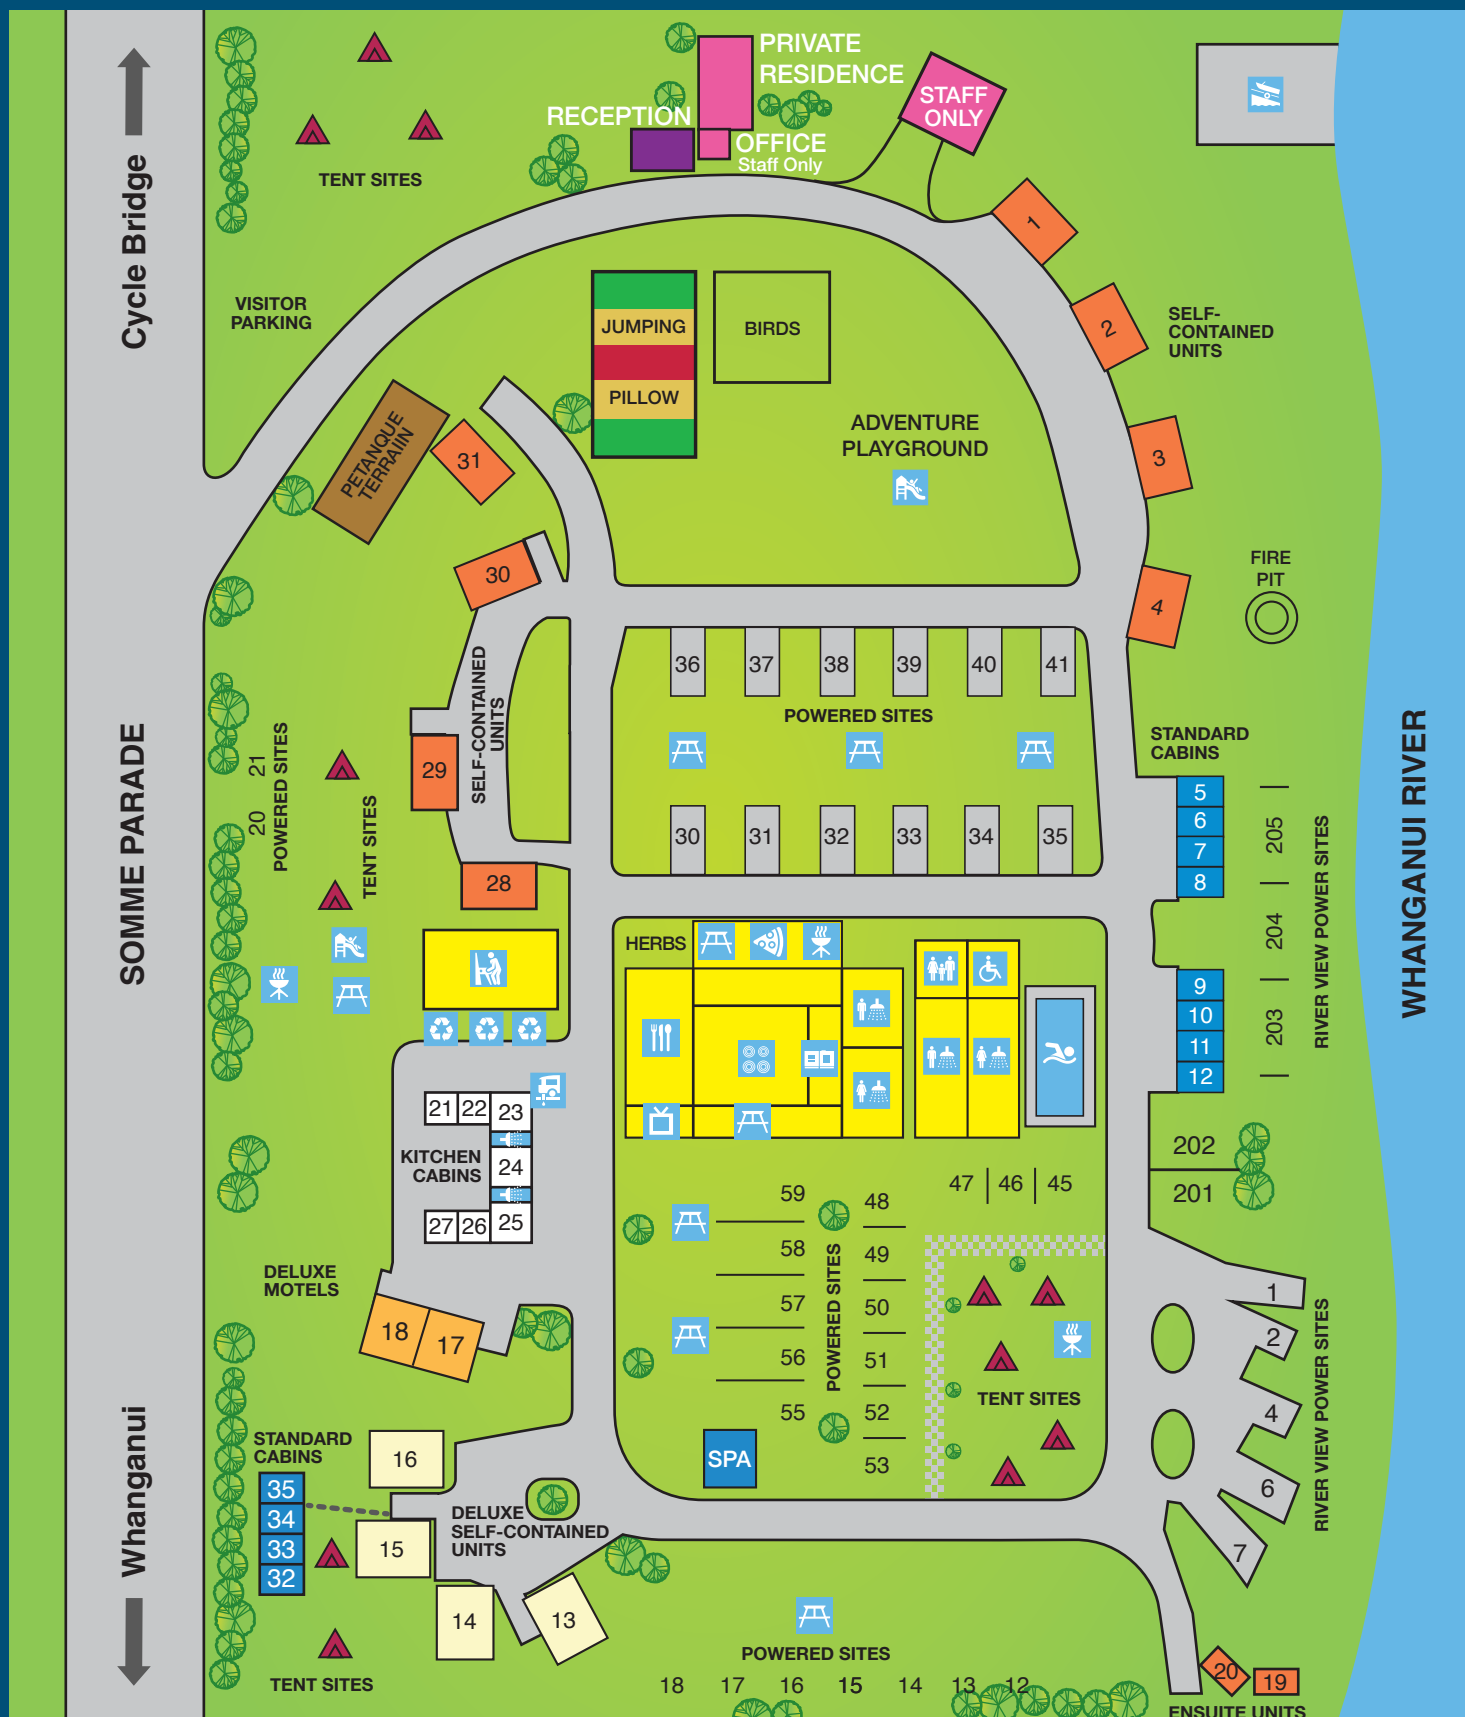 PRIVATE
RESIDENCE
STAFF
ONLY
RECEPTION
OFFICE
Staff Only
TENT SITES
Cycle Bridge
VISITOR
PARKING
1
2
SELF-
CONTAINED
UNITS
JUMPING
PILLOW
BIRDS
ADVENTURE
PLAYGROUND
PETANQUE
TERRAIN
31
3
30
FIRE
PIT
4
SELF-CONTAINED
UNITS
36
37
38
39
40
41
POWERED SITES
STANDARD
CABINS
SOMME PARADE
21
20
POWERED SITES
TENT SITES
29
28
30
31
32
33
34
35
5
6
7
8
205
204
203
RIVER VIEW POWER SITES
WHANGANUI RIVER
9
10
11
12
HERBS
21
22
23
24
KITCHEN
CABINS
27
26
25
202
201
47
46
45
59
58
57
56
55
POWERED SITES
48
49
50
51
52
53
DELUXE
MOTELS
18
17
TENT SITES
SPA
1
2
4
6
7
RIVER VIEW POWER SITES
Whanganui
STANDARD
CABINS
35
34
33
32
16
15
14
13
DELUXE
SELF-CONTAINED
UNITS
TENT SITES
POWERED SITES
18
17
16
15
14
13
12
20
19
ENSUITE UNITS